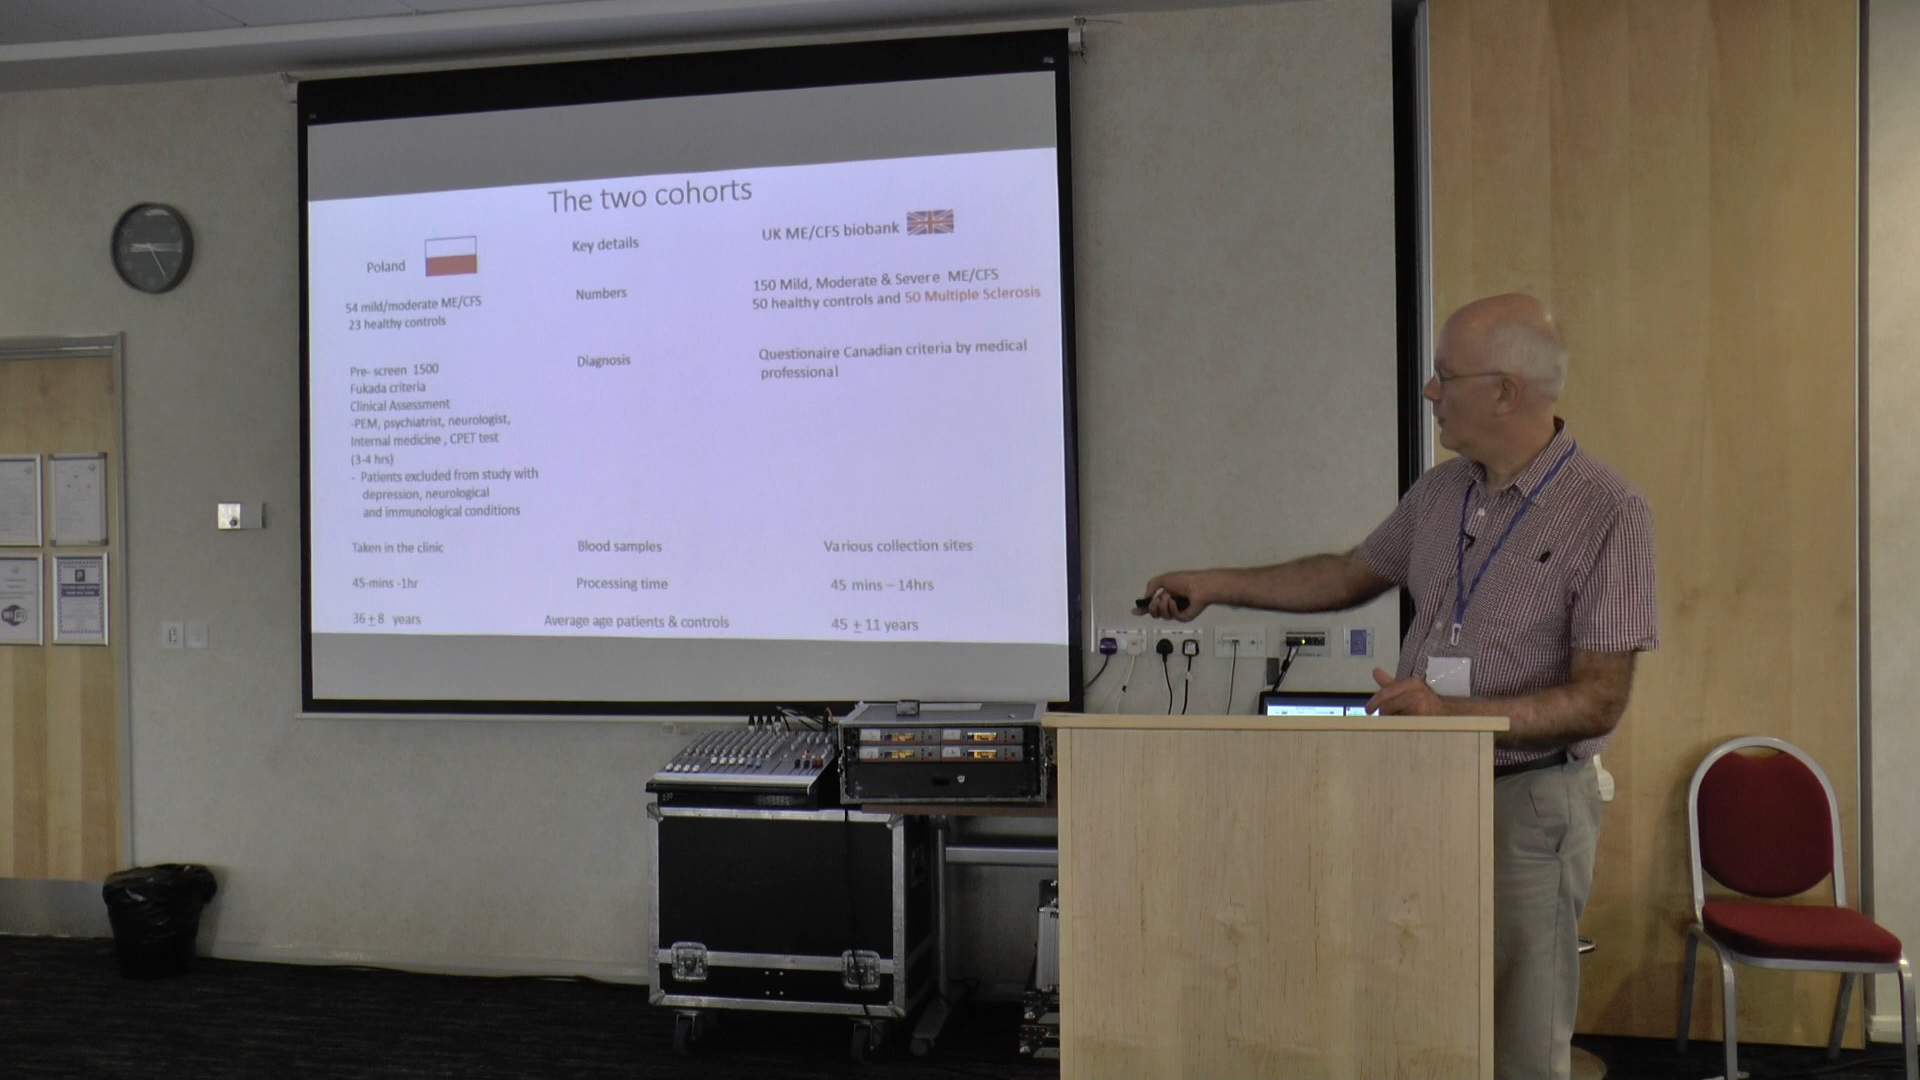 The two cohorts
Poland
Key details
UK ME/CFS biobank
54 mild/moderate ME/CFS
23 healthy controls
Numbers
150 Mild, Moderate & Severe ME/CFS
50 healthy controls and 50 Multiple Sclerosis
Pre- screen 1500
Fukada criteria
Clinical Assessment
-PEM, psychiatrist, neurologist,
Internal medicine , CPET test
(3-4 hrs)
- Patients excluded from study with
depression, neurological
and immunological conditions
Diagnosis
Questionaire Canadian criteria by medical
professional
Taken in the clinic
Blood samples
Various collection sites
45-mins -1hr
Processing time
45 mins – 14hrs
36 ± 8 years
Average age patients & controls
45 ± 11 years
WiFi
P